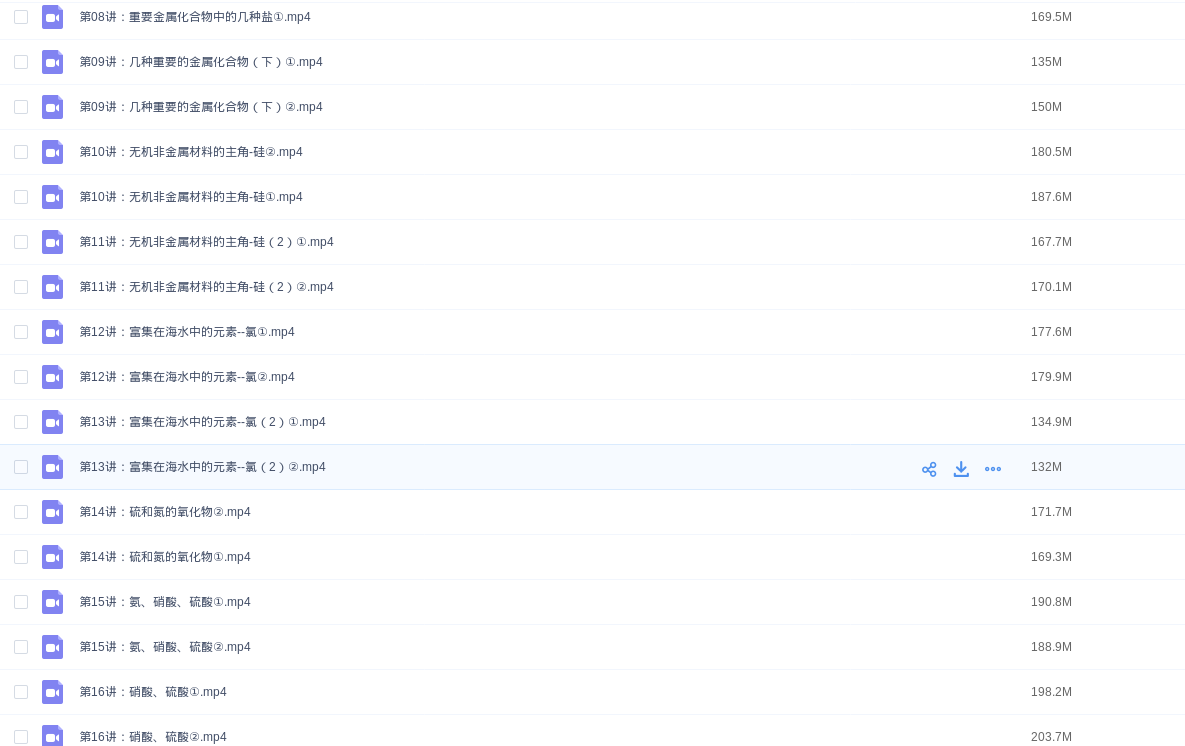 第08讲：重要金属化合物中的几种盐①.mp4 169.5M
第09讲：几种重要的金属化合物（下）①.mp4 135M
第09讲：几种重要的金属化合物（下）②.mp4 150M
第10讲：无机非金属材料的主角-硅②.mp4 180.5M
第10讲：无机非金属材料的主角-硅①.mp4 187.6M
第11讲：无机非金属材料的主角-硅（2）①.mp4 167.7M
第11讲：无机非金属材料的主角-硅（2）②.mp4 170.1M
第12讲：富集在海水中的元素--氯①.mp4 177.6M
第12讲：富集在海水中的元素--氯②.mp4 179.9M
第13讲：富集在海水中的元素--氯（2）①.mp4 134.9M
第13讲：富集在海水中的元素--氯（2）②.mp4 132M
第14讲：硫和氮的氧化物②.mp4 171.7M
第14讲：硫和氮的氧化物①.mp4 169.3M
第15讲：氨、硝酸、硫酸①.mp4 190.8M
第15讲：氨、硝酸、硫酸②.mp4 188.9M
第16讲：硝酸、硫酸①.mp4 198.2M
第16讲：硝酸、硫酸②.mp4 203.7M